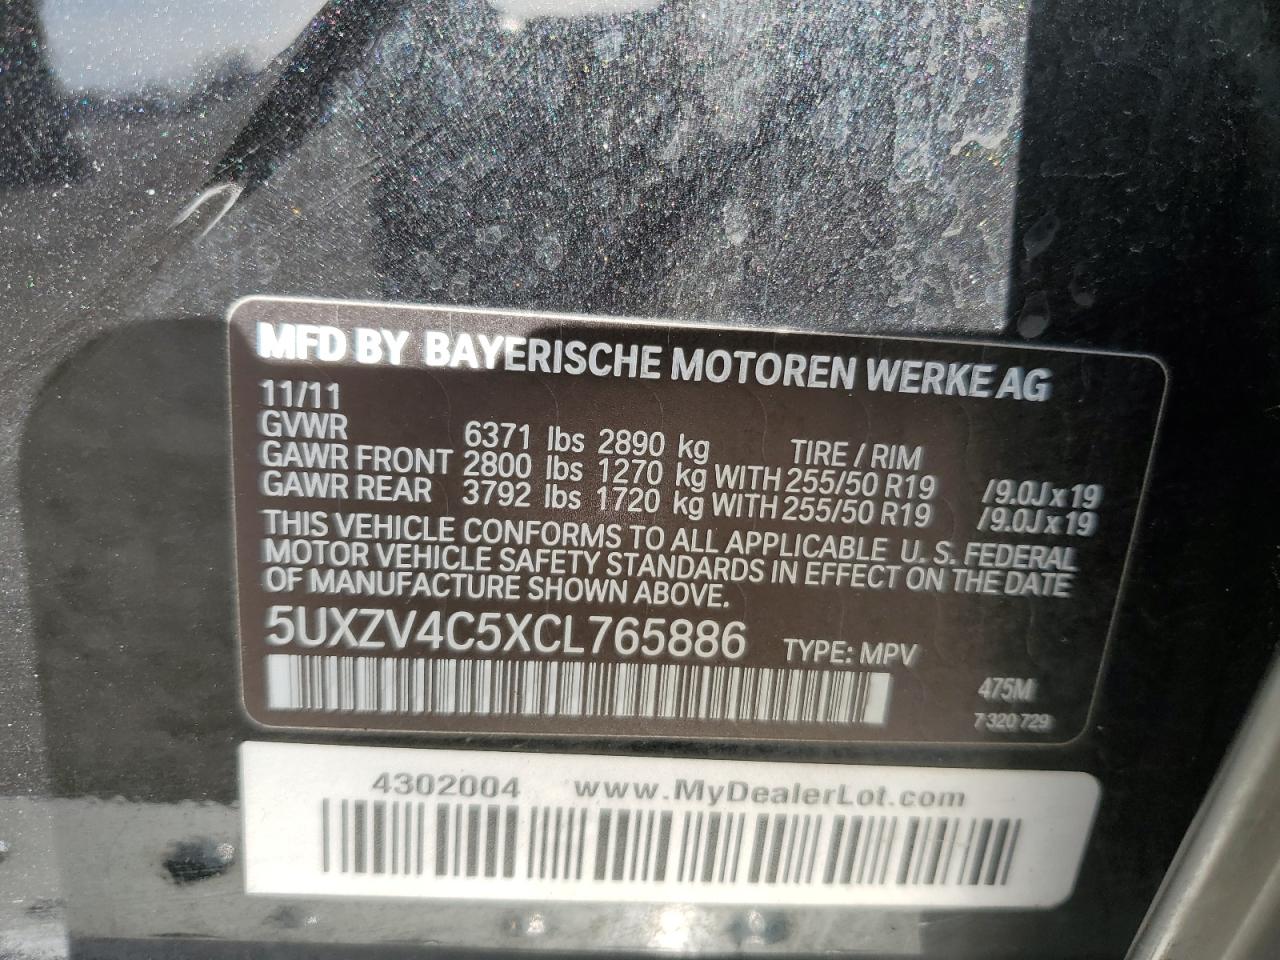 MFD BY BAYERISCHE MOTOREN WERKE AG
11/11
GVWR 6371 lbs 2890 kg TIRE / RIM
GAWR FRONT 2800 lbs 1270 kg WITH 255/50 R19 /9.0J x 19
GAWR REAR 3792 lbs 1720 kg WITH 255/50 R19 /9.0J x 19
THIS VEHICLE CONFORMS TO ALL APPLICABLE U. S. FEDERAL
MOTOR VEHICLE SAFETY STANDARDS IN EFFECT ON THE DATE
OF MANUFACTURE SHOWN ABOVE.
5UXZV4C5XCL765886 TYPE: MPV
475M
7 320 729
4302004 www.MyDealerLot.com